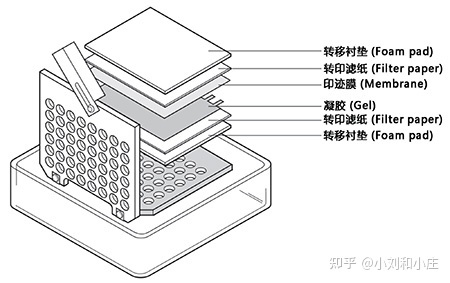 转移衬垫 (Foam pad)
转印滤纸 (Filter paper)
印迹膜 (Membrane)
凝胶 (Gel)
转印滤纸 (Filter paper)
转移衬垫 (Foam pad)
知乎 @小刘和小庄